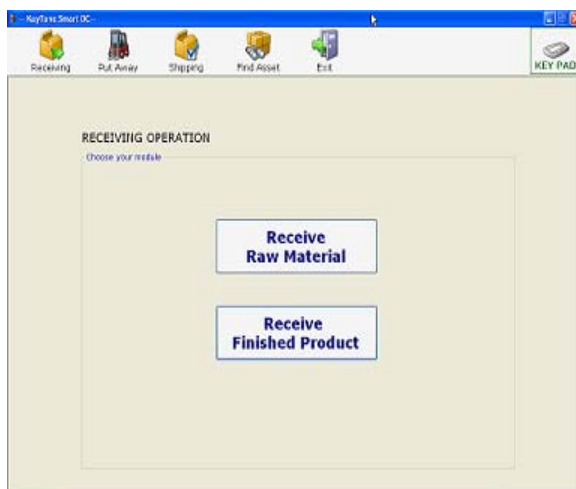 -- KeyTone Smart DC--
Receiving Put Away Shipping Find Asset Exit KEY PAD
RECEIVING OPERATION
Choose your module
Receive
Raw Material
Receive
Finished Product